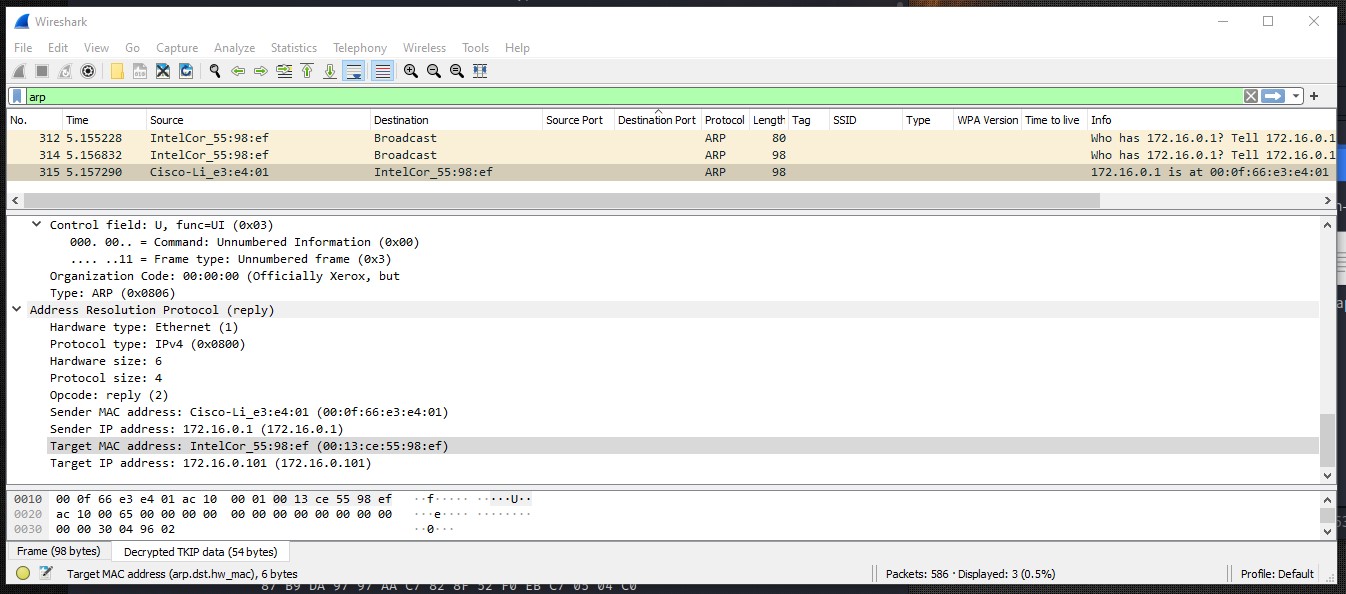 Wireshark
File Edit View Go Capture Analyze Statistics Telephony Wireless Tools Help
arp
No. Time Source Destination Source Port Destination Port Protocol Length Tag SSID Type WPA Version Time to live Info
312 5.155228 IntelCor_55:98:ef Broadcast ARP 80 Who has 172.16.0.1? Tell 172.16.0.1
314 5.156832 IntelCor_55:98:ef Broadcast ARP 98 Who has 172.16.0.1? Tell 172.16.0.1
315 5.157290 Cisco-Li_e3:e4:01 IntelCor_55:98:ef ARP 98 172.16.0.1 is at 00:0f:66:e3:e4:01
Control field: U, func=UI (0x03)
000. 00.. = Command: Unnumbered Information (0x00)
.... ..11 = Frame type: Unnumbered frame (0x3)
Organization Code: 00:00:00 (Officially Xerox, but
Type: ARP (0x0806)
Address Resolution Protocol (reply)
Hardware type: Ethernet (1)
Protocol type: IPv4 (0x0800)
Hardware size: 6
Protocol size: 4
Opcode: reply (2)
Sender MAC address: Cisco-Li_e3:e4:01 (00:0f:66:e3:e4:01)
Sender IP address: 172.16.0.1 (172.16.0.1)
Target MAC address: IntelCor_55:98:ef (00:13:ce:55:98:ef)
Target IP address: 172.16.0.101 (172.16.0.101)
0010 00 0f 66 e3 e4 01 ac 10 00 01 00 13 ce 55 98 ef ··f····· ·····U··
0020 ac 10 00 65 00 00 00 00 00 00 00 00 00 00 00 00 ···e···· ········
0030 00 00 30 04 96 02 ··0···
Frame (98 bytes) Decrypted TKIP data (54 bytes)
Target MAC address (arp.dst.hw_mac), 6 bytes Packets: 586 · Displayed: 3 (0.5%) Profile: Default